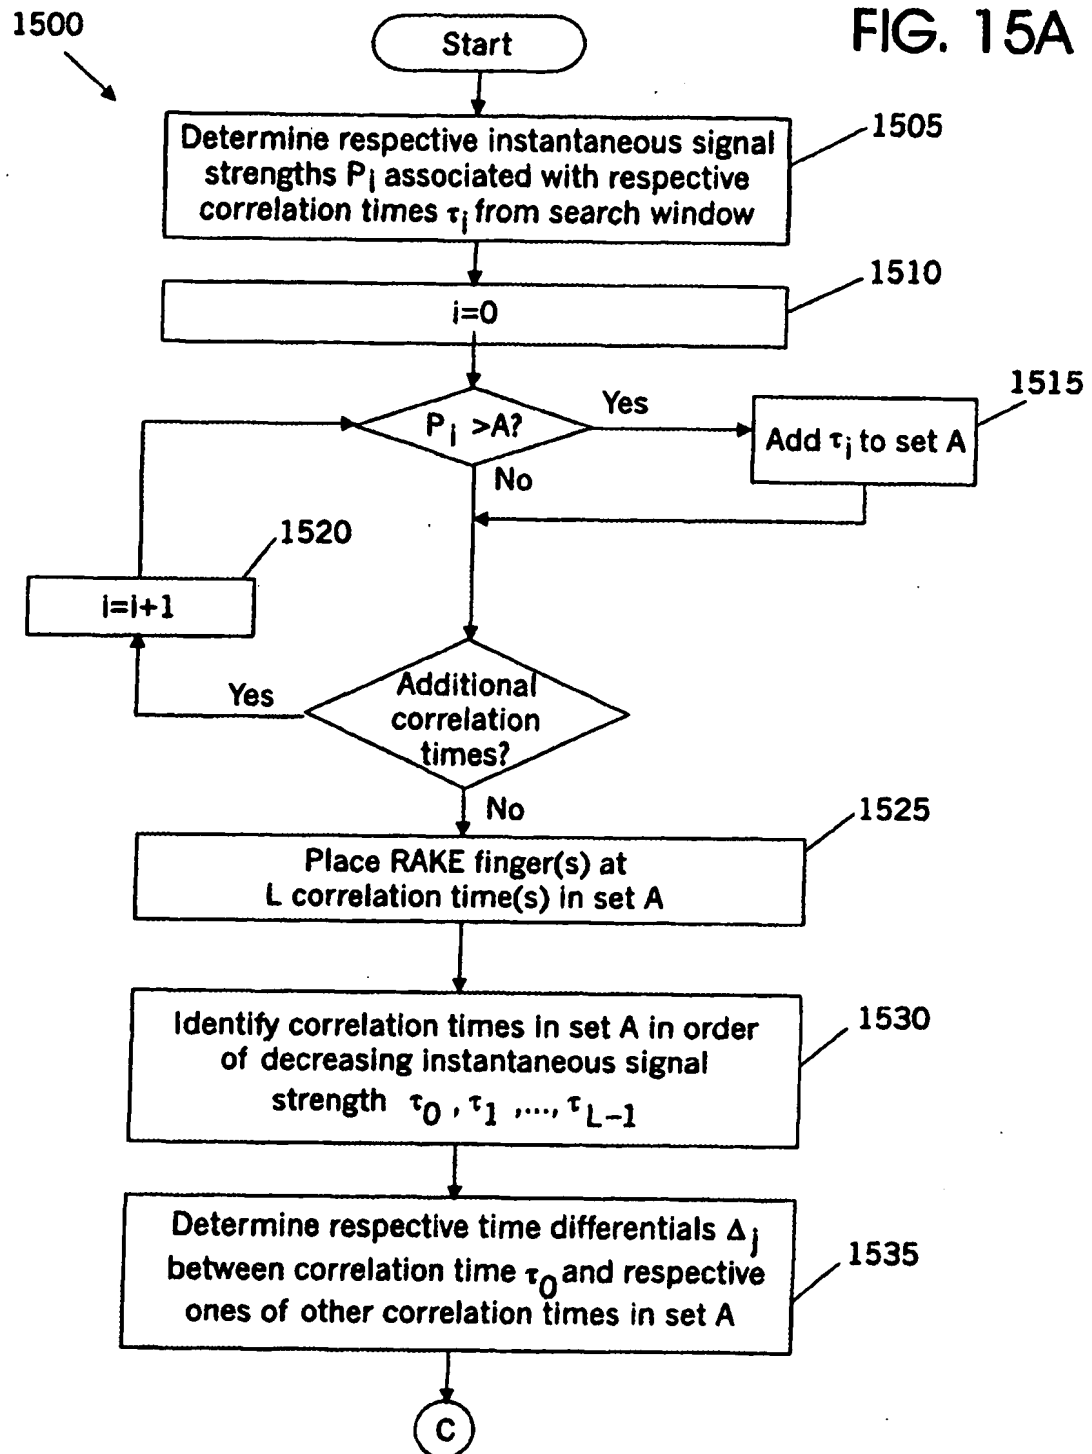 1500
FIG. 15A
Start
Determine respective instantaneous signal
strengths Pi associated with respective
correlation times τi from search window
1505
i=0
1510
Pi >A?
Yes
Add τi to set A
1515
No
1520
i=i+1
Yes
Additional
correlation
times?
No
Place RAKE finger(s) at
L correlation time(s) in set A
1525
Identify correlation times in set A in order
of decreasing instantaneous signal
strength τ0 , τ1 ,..., τL-1
1530
Determine respective time differentials Δj
between correlation time τ0 and respective
ones of other correlation times in set A
1535
C